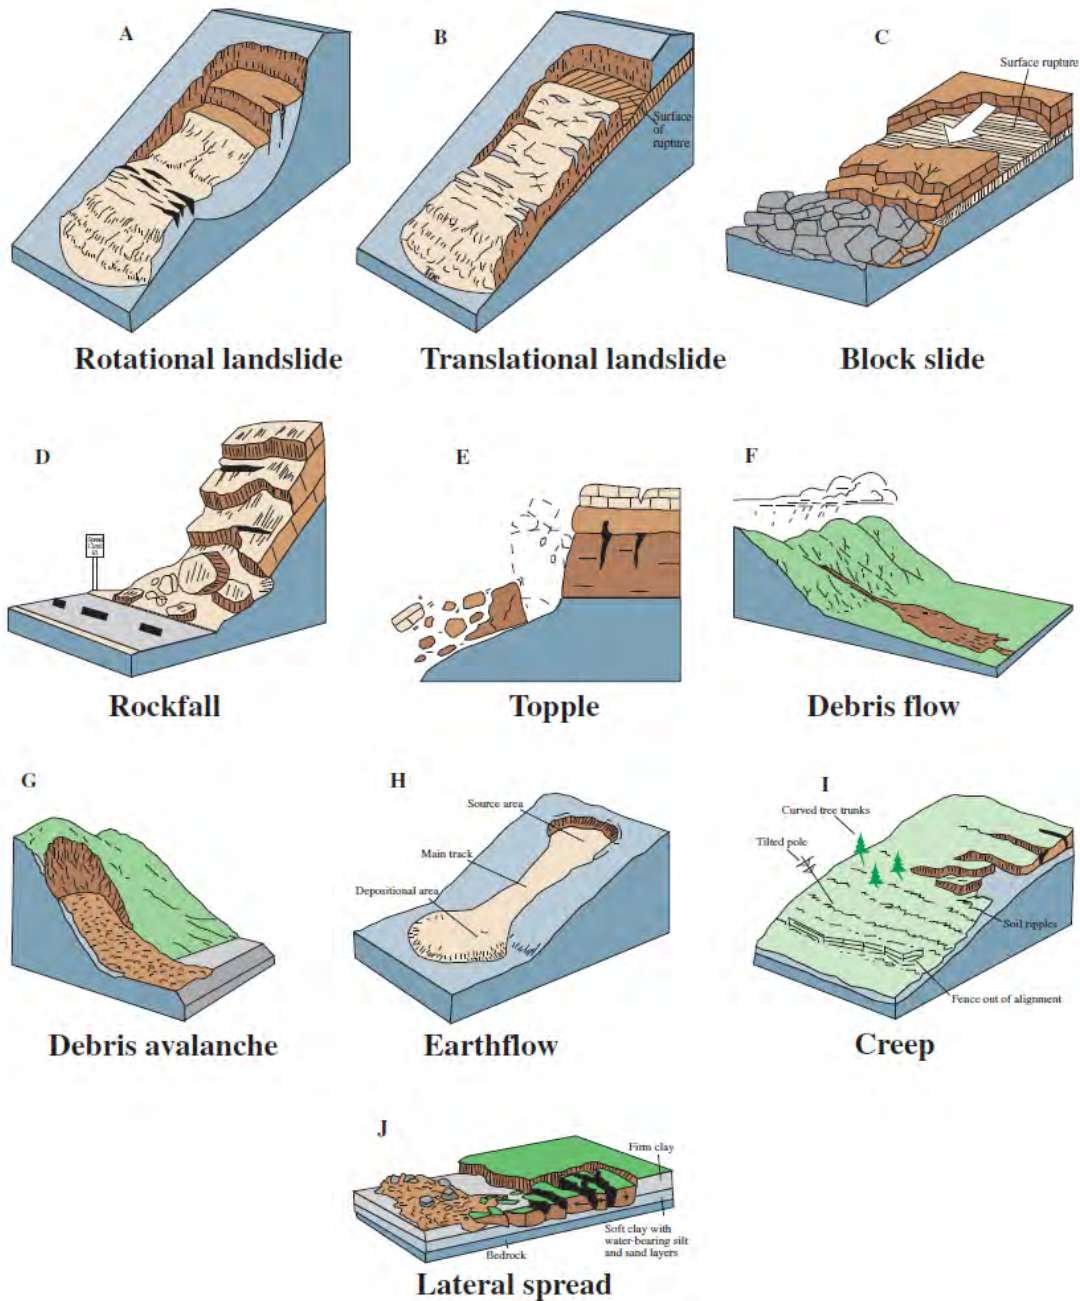 A
B
C
Surface rupture
Surface
of
rupture
Toe
Rotational landslide
Translational landslide
Block slide
D
E
F
Rockfall
Topple
Debris flow
G
H
I
Source area
Main track
Depositional area
Curved tree trunks
Tilted pole
Soil ripples
Fence out of alignment
Debris avalanche
Earthflow
Creep
J
Firm clay
Soft clay with
water-bearing silt
and sand layers
Bedrock
Lateral spread